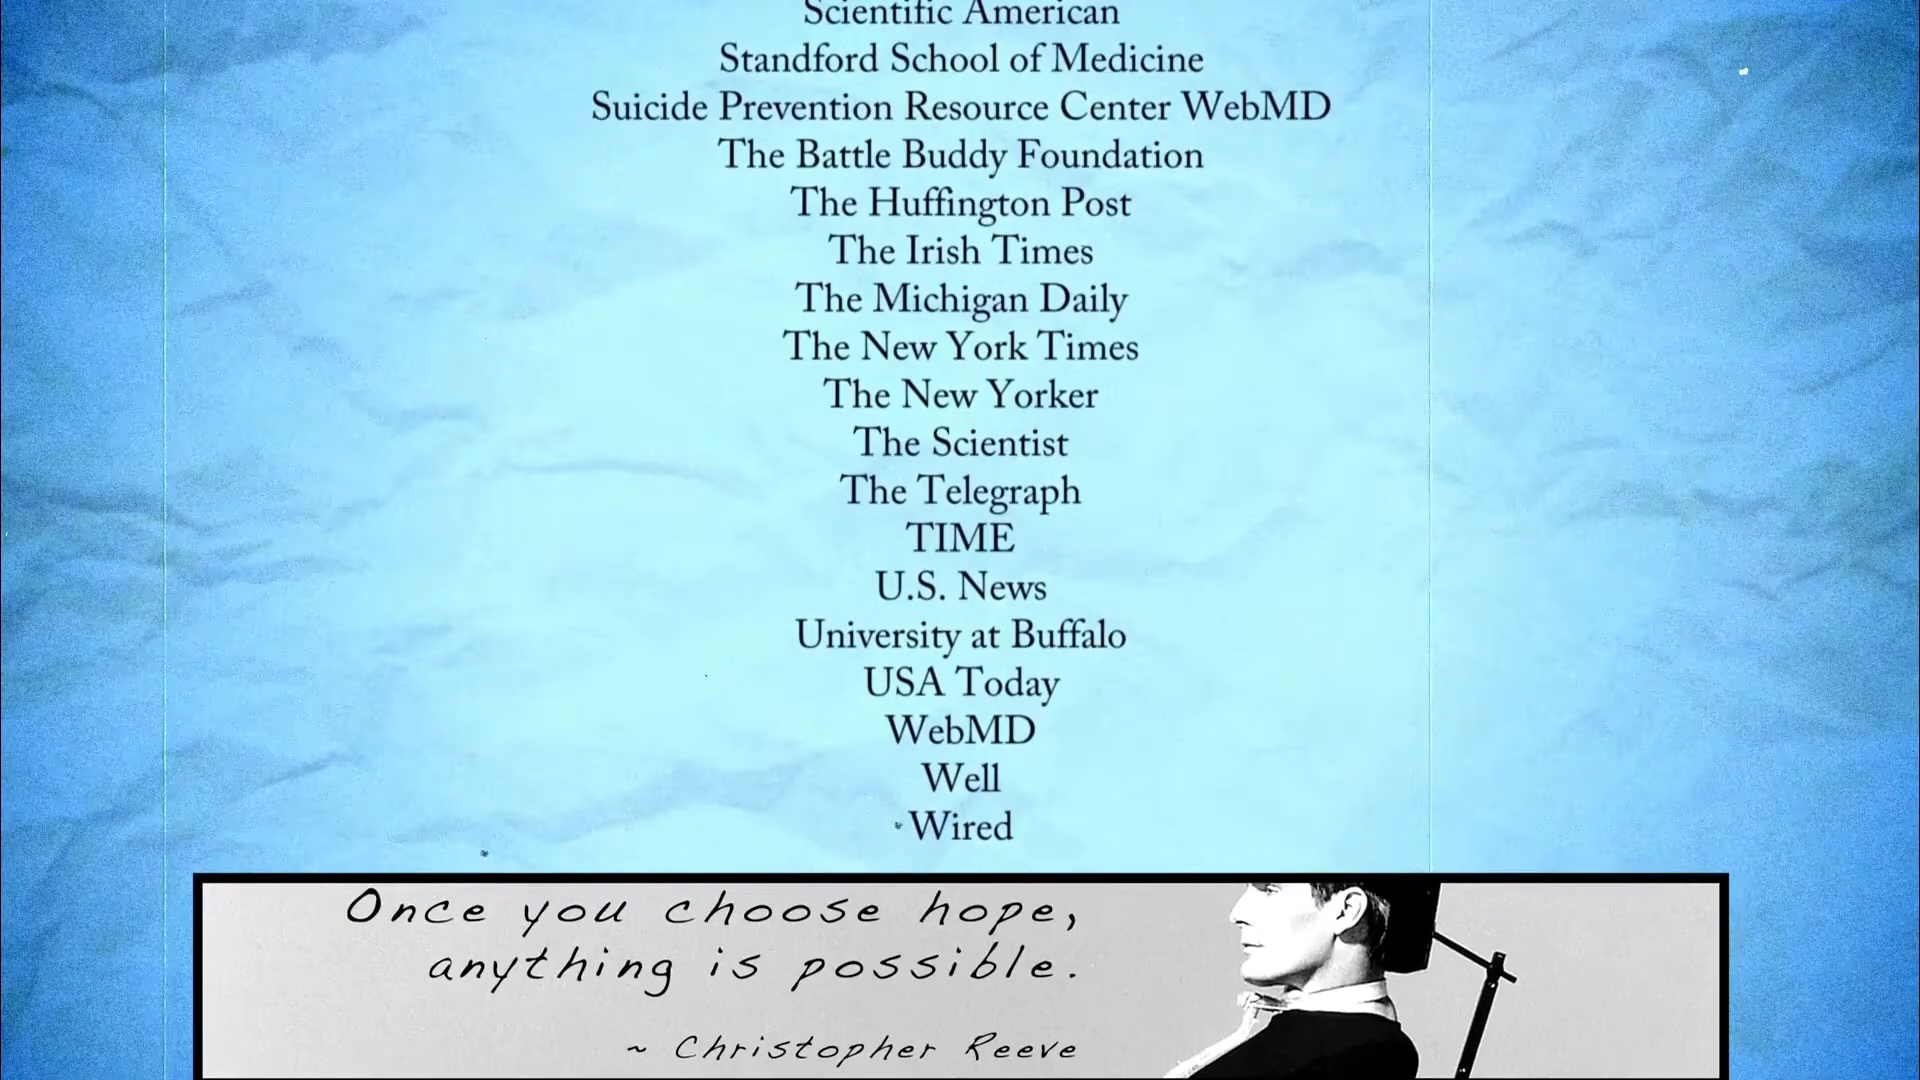 Scientific American
Standford School of Medicine
Suicide Prevention Resource Center WebMD
The Battle Buddy Foundation
The Huffington Post
The Irish Times
The Michigan Daily
The New York Times
The New Yorker
The Scientist
The Telegraph
TIME
U.S. News
University at Buffalo
USA Today
WebMD
Well
Wired
Once you choose hope,
anything is possible.
~ Christopher Reeve